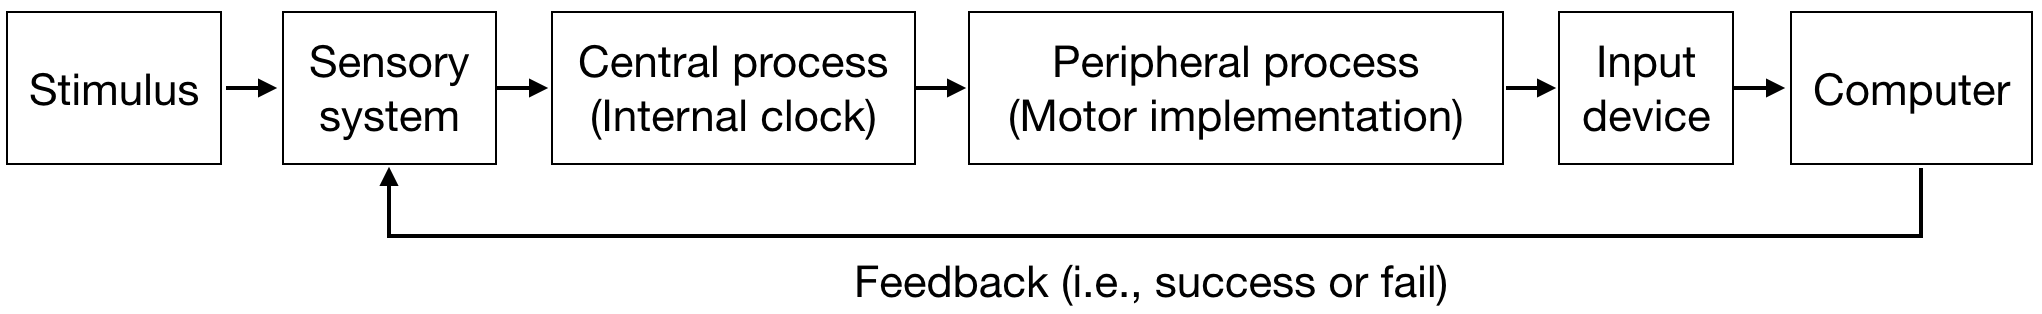 Stimulus
Sensory
system
Central process
(Internal clock)
Peripheral process
(Motor implementation)
Input
device
Computer
Feedback (i.e., success or fail)